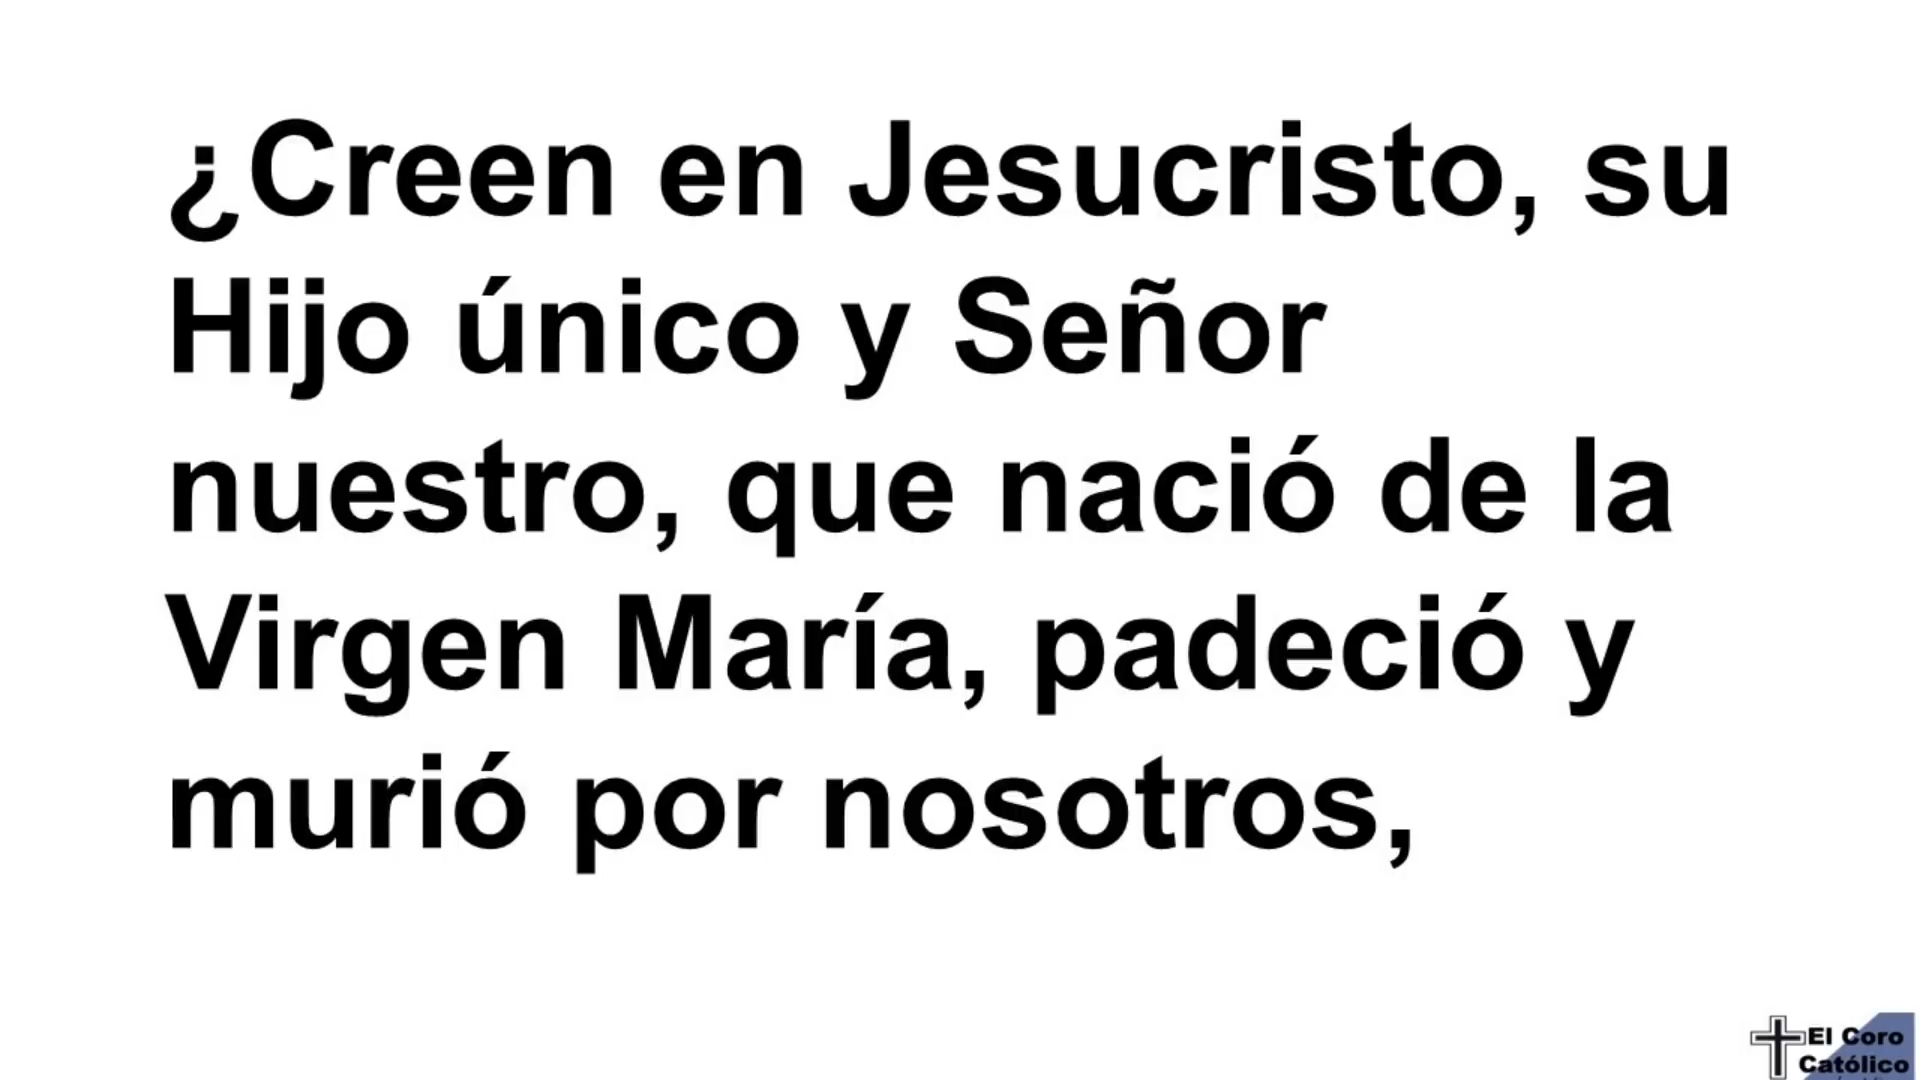 ¿Creen en Jesucristo, su
Hijo único y Señor
nuestro, que nació de la
Virgen María, padeció y
murió por nosotros,
El Coro
Católico